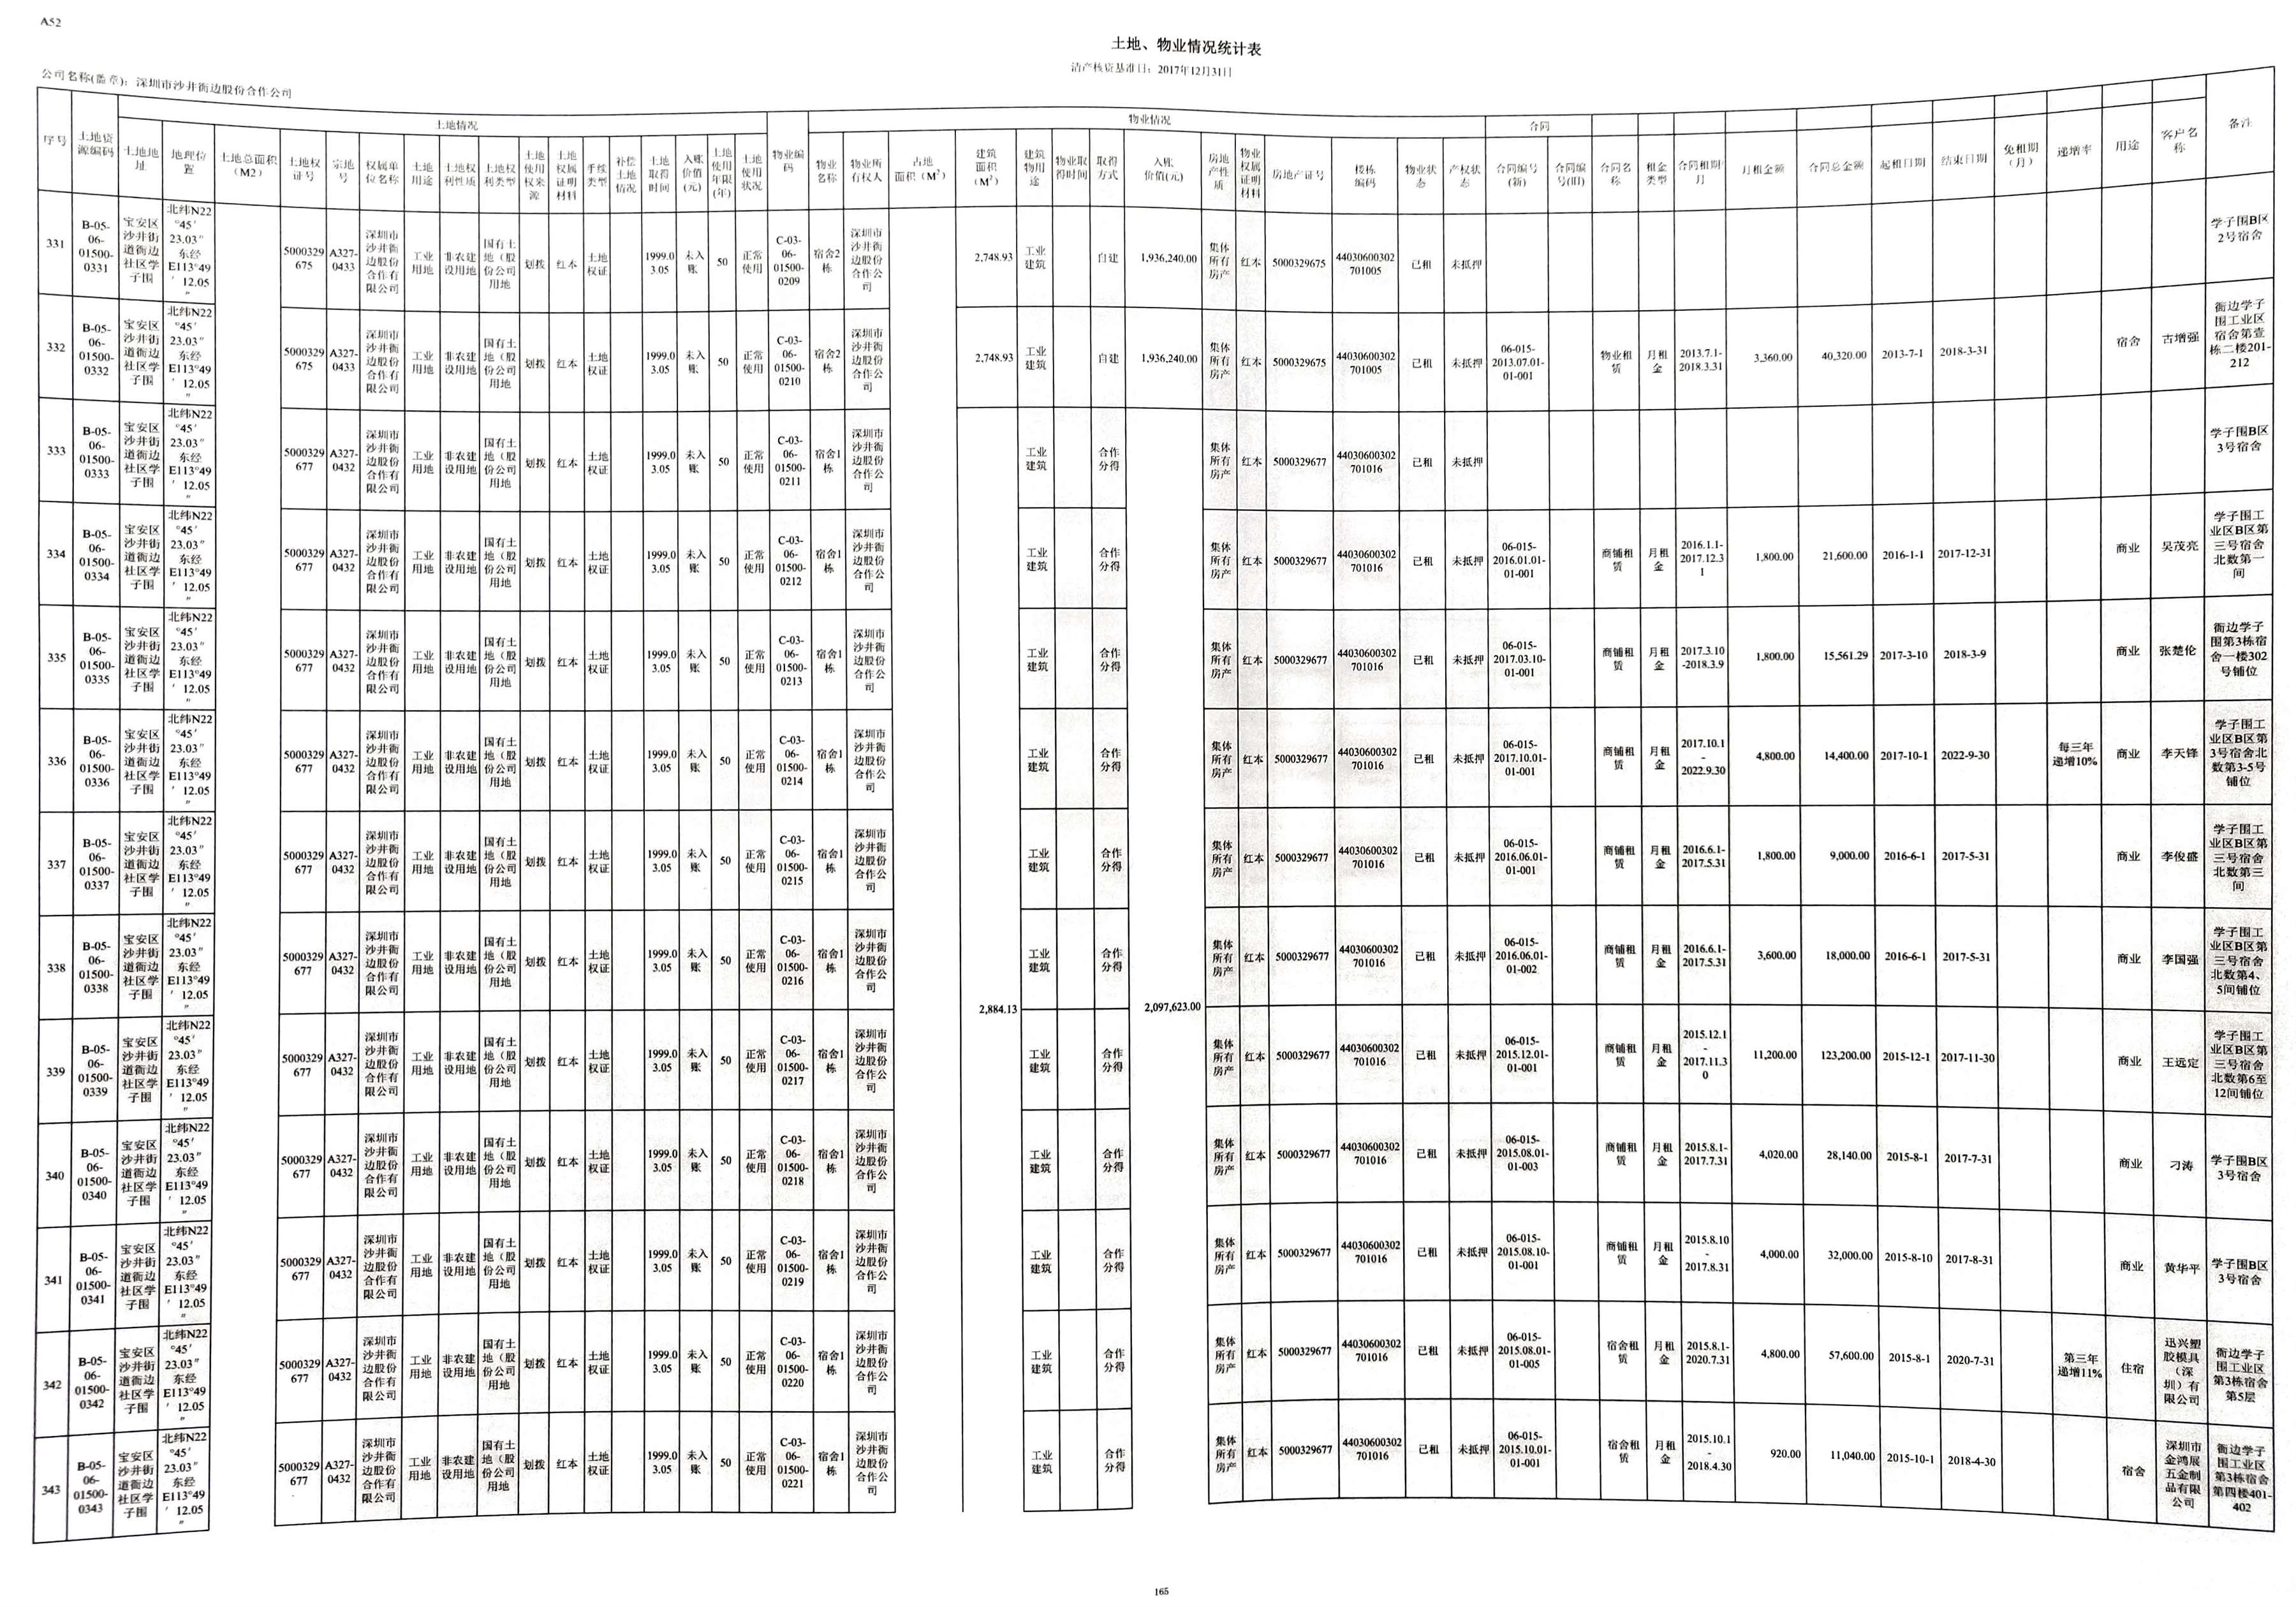 A52
土地、物业情况统计表
清产核资基准日：2017年12月31日
公司名称(盖章)：深圳市沙井衙边股份合作公司
序号 土地资源编码 土地情况 物业编码 物业情况 合同 备注
土地地址 地理位置 土地总面积（M2） 土地权证号 宗地号 权属单位名称 土地用途 土地权利性质 土地权利类型 土地使用权来源 土地权属证明材料 手续类型 补偿土地情况 土地取得时间 入账价值(元) 土地使用年限(年) 土地使用状况 物业名称 物业所有权人 占地面积（M²） 建筑面积（M²） 建筑物用途 物业取得时间 取得方式 入账价值(元) 房地产性质 物业权属证明材料 房地产证号 楼栋编码 物业状态 产权状态 合同编号(新) 合同编号(旧) 合同名称 租金类型 合同租期/月 月租金额 合同总金额 起租日期 结束日期 免租期（月） 递增率 用途 客户名称
331 B-05-06-01500-0331 宝安区沙井街道衙边社区学子围 北纬N22°45′23.03″东经E113°49′12.05″ 5000329675 A327-0433 深圳市沙井衙边股份合作有限公司 工业用地 非农建设用地 国有土地（股份公司用地 划拨 红本 土地权证 1999.03.05 未入账 50 正常使用 C-03-06-01500-0209 宿舍2栋 深圳市沙井衙边股份合作公司 2,748.93 工业建筑 自建 1,936,240.00 集体所有房产 红本 5000329675 44030600302701005 已租 未抵押 学子围B区2号宿舍
332 B-05-06-01500-0332 宝安区沙井街道衙边社区学子围 北纬N22°45′23.03″东经E113°49′12.05″ 5000329675 A327-0433 深圳市沙井衙边股份合作有限公司 工业用地 非农建设用地 国有土地（股份公司用地 划拨 红本 土地权证 1999.03.05 未入账 50 正常使用 C-03-06-01500-0210 宿舍2栋 深圳市沙井衙边股份合作公司 2,748.93 工业建筑 自建 1,936,240.00 集体所有房产 红本 5000329675 44030600302701005 已租 未抵押 06-015-2013.07.01-01-001 物业租赁 月租金 2013.7.1-2018.3.31 3,360.00 40,320.00 2013-7-1 2018-3-31 宿舍 古增强 衙边学子围工业区宿舍第壹栋二楼201-212
333 B-05-06-01500-0333 宝安区沙井街道衙边社区学子围 北纬N22°45′23.03″东经E113°49′12.05″ 5000329677 A327-0432 深圳市沙井衙边股份合作有限公司 工业用地 非农建设用地 国有土地（股份公司用地 划拨 红本 土地权证 1999.03.05 未入账 50 正常使用 C-03-06-01500-0211 宿舍1栋 深圳市沙井衙边股份合作公司 工业建筑 合作分得 集体所有房产 红本 5000329677 44030600302701016 已租 未抵押 学子围B区3号宿舍
334 B-05-06-01500-0334 宝安区沙井街道衙边社区学子围 北纬N22°45′23.03″东经E113°49′12.05″ 5000329677 A327-0432 深圳市沙井衙边股份合作有限公司 工业用地 非农建设用地 国有土地（股份公司用地 划拨 红本 土地权证 1999.03.05 未入账 50 正常使用 C-03-06-01500-0212 宿舍1栋 深圳市沙井衙边股份合作公司 工业建筑 合作分得 集体所有房产 红本 5000329677 44030600302701016 已租 未抵押 06-015-2016.01.01-01-001 商铺租赁 月租金 2016.1.1-2017.12.31 1,800.00 21,600.00 2016-1-1 2017-12-31 商业 吴茂亮 学子围工业区B区第三号宿舍北数第一间
335 B-05-06-01500-0335 宝安区沙井街道衙边社区学子围 北纬N22°45′23.03″东经E113°49′12.05″ 5000329677 A327-0432 深圳市沙井衙边股份合作有限公司 工业用地 非农建设用地 国有土地（股份公司用地 划拨 红本 土地权证 1999.03.05 未入账 50 正常使用 C-03-06-01500-0213 宿舍1栋 深圳市沙井衙边股份合作公司 工业建筑 合作分得 集体所有房产 红本 5000329677 44030600302701016 已租 未抵押 06-015-2017.03.10-01-001 商铺租赁 月租金 2017.3.10-2018.3.9 1,800.00 15,561.29 2017-3-10 2018-3-9 商业 张楚伦 衙边学子围第3栋宿舍一楼302号铺位
336 B-05-06-01500-0336 宝安区沙井街道衙边社区学子围 北纬N22°45′23.03″东经E113°49′12.05″ 5000329677 A327-0432 深圳市沙井衙边股份合作有限公司 工业用地 非农建设用地 国有土地（股份公司用地 划拨 红本 土地权证 1999.03.05 未入账 50 正常使用 C-03-06-01500-0214 宿舍1栋 深圳市沙井衙边股份合作公司 工业建筑 合作分得 集体所有房产 红本 5000329677 44030600302701016 已租 未抵押 06-015-2017.10.01-01-001 商铺租赁 月租金 2017.10.1-2022.9.30 4,800.00 14,400.00 2017-10-1 2022-9-30 每三年递增10% 商业 李天锋 学子围工业区B区第3号宿舍北数第3-5号铺位
337 B-05-06-01500-0337 宝安区沙井街道衙边社区学子围 北纬N22°45′23.03″东经E113°49′12.05″ 5000329677 A327-0432 深圳市沙井衙边股份合作有限公司 工业用地 非农建设用地 国有土地（股份公司用地 划拨 红本 土地权证 1999.03.05 未入账 50 正常使用 C-03-06-01500-0215 宿舍1栋 深圳市沙井衙边股份合作公司 工业建筑 合作分得 集体所有房产 红本 5000329677 44030600302701016 已租 未抵押 06-015-2016.06.01-01-001 商铺租赁 月租金 2016.6.1-2017.5.31 1,800.00 9,000.00 2016-6-1 2017-5-31 商业 李俊盛 学子围工业区B区第三号宿舍北数第三间
338 B-05-06-01500-0338 宝安区沙井街道衙边社区学子围 北纬N22°45′23.03″东经E113°49′12.05″ 5000329677 A327-0432 深圳市沙井衙边股份合作有限公司 工业用地 非农建设用地 国有土地（股份公司用地 划拨 红本 土地权证 1999.03.05 未入账 50 正常使用 C-03-06-01500-0216 宿舍1栋 深圳市沙井衙边股份合作公司 2,884.13 工业建筑 合作分得 2,097,623.00 集体所有房产 红本 5000329677 44030600302701016 已租 未抵押 06-015-2016.06.01-01-002 商铺租赁 月租金 2016.6.1-2017.5.31 3,600.00 18,000.00 2016-6-1 2017-5-31 商业 李国强 学子围工业区B区第三号宿舍北数第4、5间铺位
339 B-05-06-01500-0339 宝安区沙井街道衙边社区学子围 北纬N22°45′23.03″东经E113°49′12.05″ 5000329677 A327-0432 深圳市沙井衙边股份合作有限公司 工业用地 非农建设用地 国有土地（股份公司用地 划拨 红本 土地权证 1999.03.05 未入账 50 正常使用 C-03-06-01500-0217 宿舍1栋 深圳市沙井衙边股份合作公司 工业建筑 合作分得 集体所有房产 红本 5000329677 44030600302701016 已租 未抵押 06-015-2015.12.01-01-001 商铺租赁 月租金 2015.12.1-2017.11.30 11,200.00 123,200.00 2015-12-1 2017-11-30 商业 王远定 学子围工业区B区第三号宿舍北数第6至12间铺位
340 B-05-06-01500-0340 宝安区沙井街道衙边社区学子围 北纬N22°45′23.03″东经E113°49′12.05″ 5000329677 A327-0432 深圳市沙井衙边股份合作有限公司 工业用地 非农建设用地 国有土地（股份公司用地 划拨 红本 土地权证 1999.03.05 未入账 50 正常使用 C-03-06-01500-0218 宿舍1栋 深圳市沙井衙边股份合作公司 工业建筑 合作分得 集体所有房产 红本 5000329677 44030600302701016 已租 未抵押 06-015-2015.08.01-01-003 商铺租赁 月租金 2015.8.1-2017.7.31 4,020.00 28,140.00 2015-8-1 2017-7-31 商业 刁涛 学子围B区3号宿舍
341 B-05-06-01500-0341 宝安区沙井街道衙边社区学子围 北纬N22°45′23.03″东经E113°49′12.05″ 5000329677 A327-0432 深圳市沙井衙边股份合作有限公司 工业用地 非农建设用地 国有土地（股份公司用地 划拨 红本 土地权证 1999.03.05 未入账 50 正常使用 C-03-06-01500-0219 宿舍1栋 深圳市沙井衙边股份合作公司 工业建筑 合作分得 集体所有房产 红本 5000329677 44030600302701016 已租 未抵押 06-015-2015.08.10-01-001 商铺租赁 月租金 2015.8.10-2017.8.31 4,000.00 32,000.00 2015-8-10 2017-8-31 商业 黄华平 学子围B区3号宿舍
342 B-05-06-01500-0342 宝安区沙井街道衙边社区学子围 北纬N22°45′23.03″东经E113°49′12.05″ 5000329677 A327-0432 深圳市沙井衙边股份合作有限公司 工业用地 非农建设用地 国有土地（股份公司用地 划拨 红本 土地权证 1999.03.05 未入账 50 正常使用 C-03-06-01500-0220 宿舍1栋 深圳市沙井衙边股份合作公司 工业建筑 合作分得 集体所有房产 红本 5000329677 44030600302701016 已租 未抵押 06-015-2015.08.01-01-005 宿舍租赁 月租金 2015.8.1-2020.7.31 4,800.00 57,600.00 2015-8-1 2020-7-31 第三年递增11% 住宿 迅兴塑胶模具（深圳）有限公司 衙边学子围工业区第3栋宿舍第5层
343 B-05-06-01500-0343 宝安区沙井街道衙边社区学子围 北纬N22°45′23.03″东经E113°49′12.05″ 5000329677 A327-0432 深圳市沙井衙边股份合作有限公司 工业用地 非农建设用地 国有土地（股份公司用地 划拨 红本 土地权证 1999.03.05 未入账 50 正常使用 C-03-06-01500-0221 宿舍1栋 深圳市沙井衙边股份合作公司 工业建筑 合作分得 集体所有房产 红本 5000329677 44030600302701016 已租 未抵押 06-015-2015.10.01-01-001 宿舍租赁 月租金 2015.10.1-2018.4.30 920.00 11,040.00 2015-10-1 2018-4-30 宿舍 深圳市金鸿展五金制品有限公司 衙边学子围工业区第3栋宿舍第四楼401-402
165